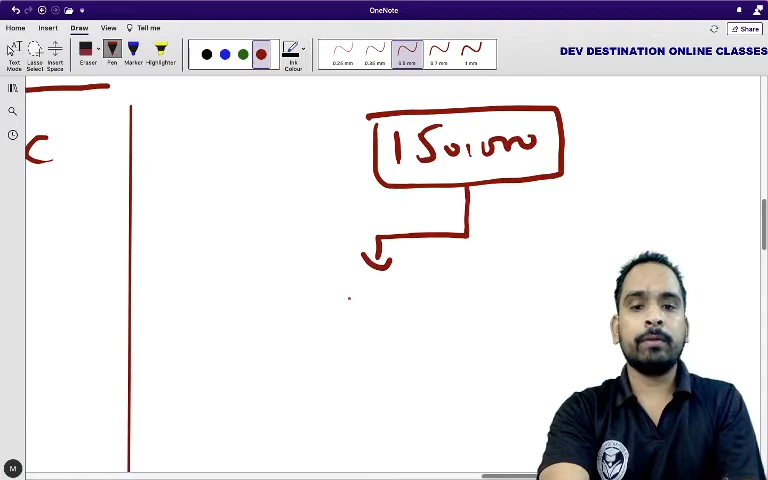 OneNote
Home Insert Draw View Tell me
Share
Text Mode
Lasso Select
Insert Space
Eraser
Pen
Marker
Highlighter
Ink Colour
0.25 mm
0.35 mm
0.5 mm
0.7 mm
1 mm
DEV DESTINATION ONLINE CLASSES
C
150,000
M